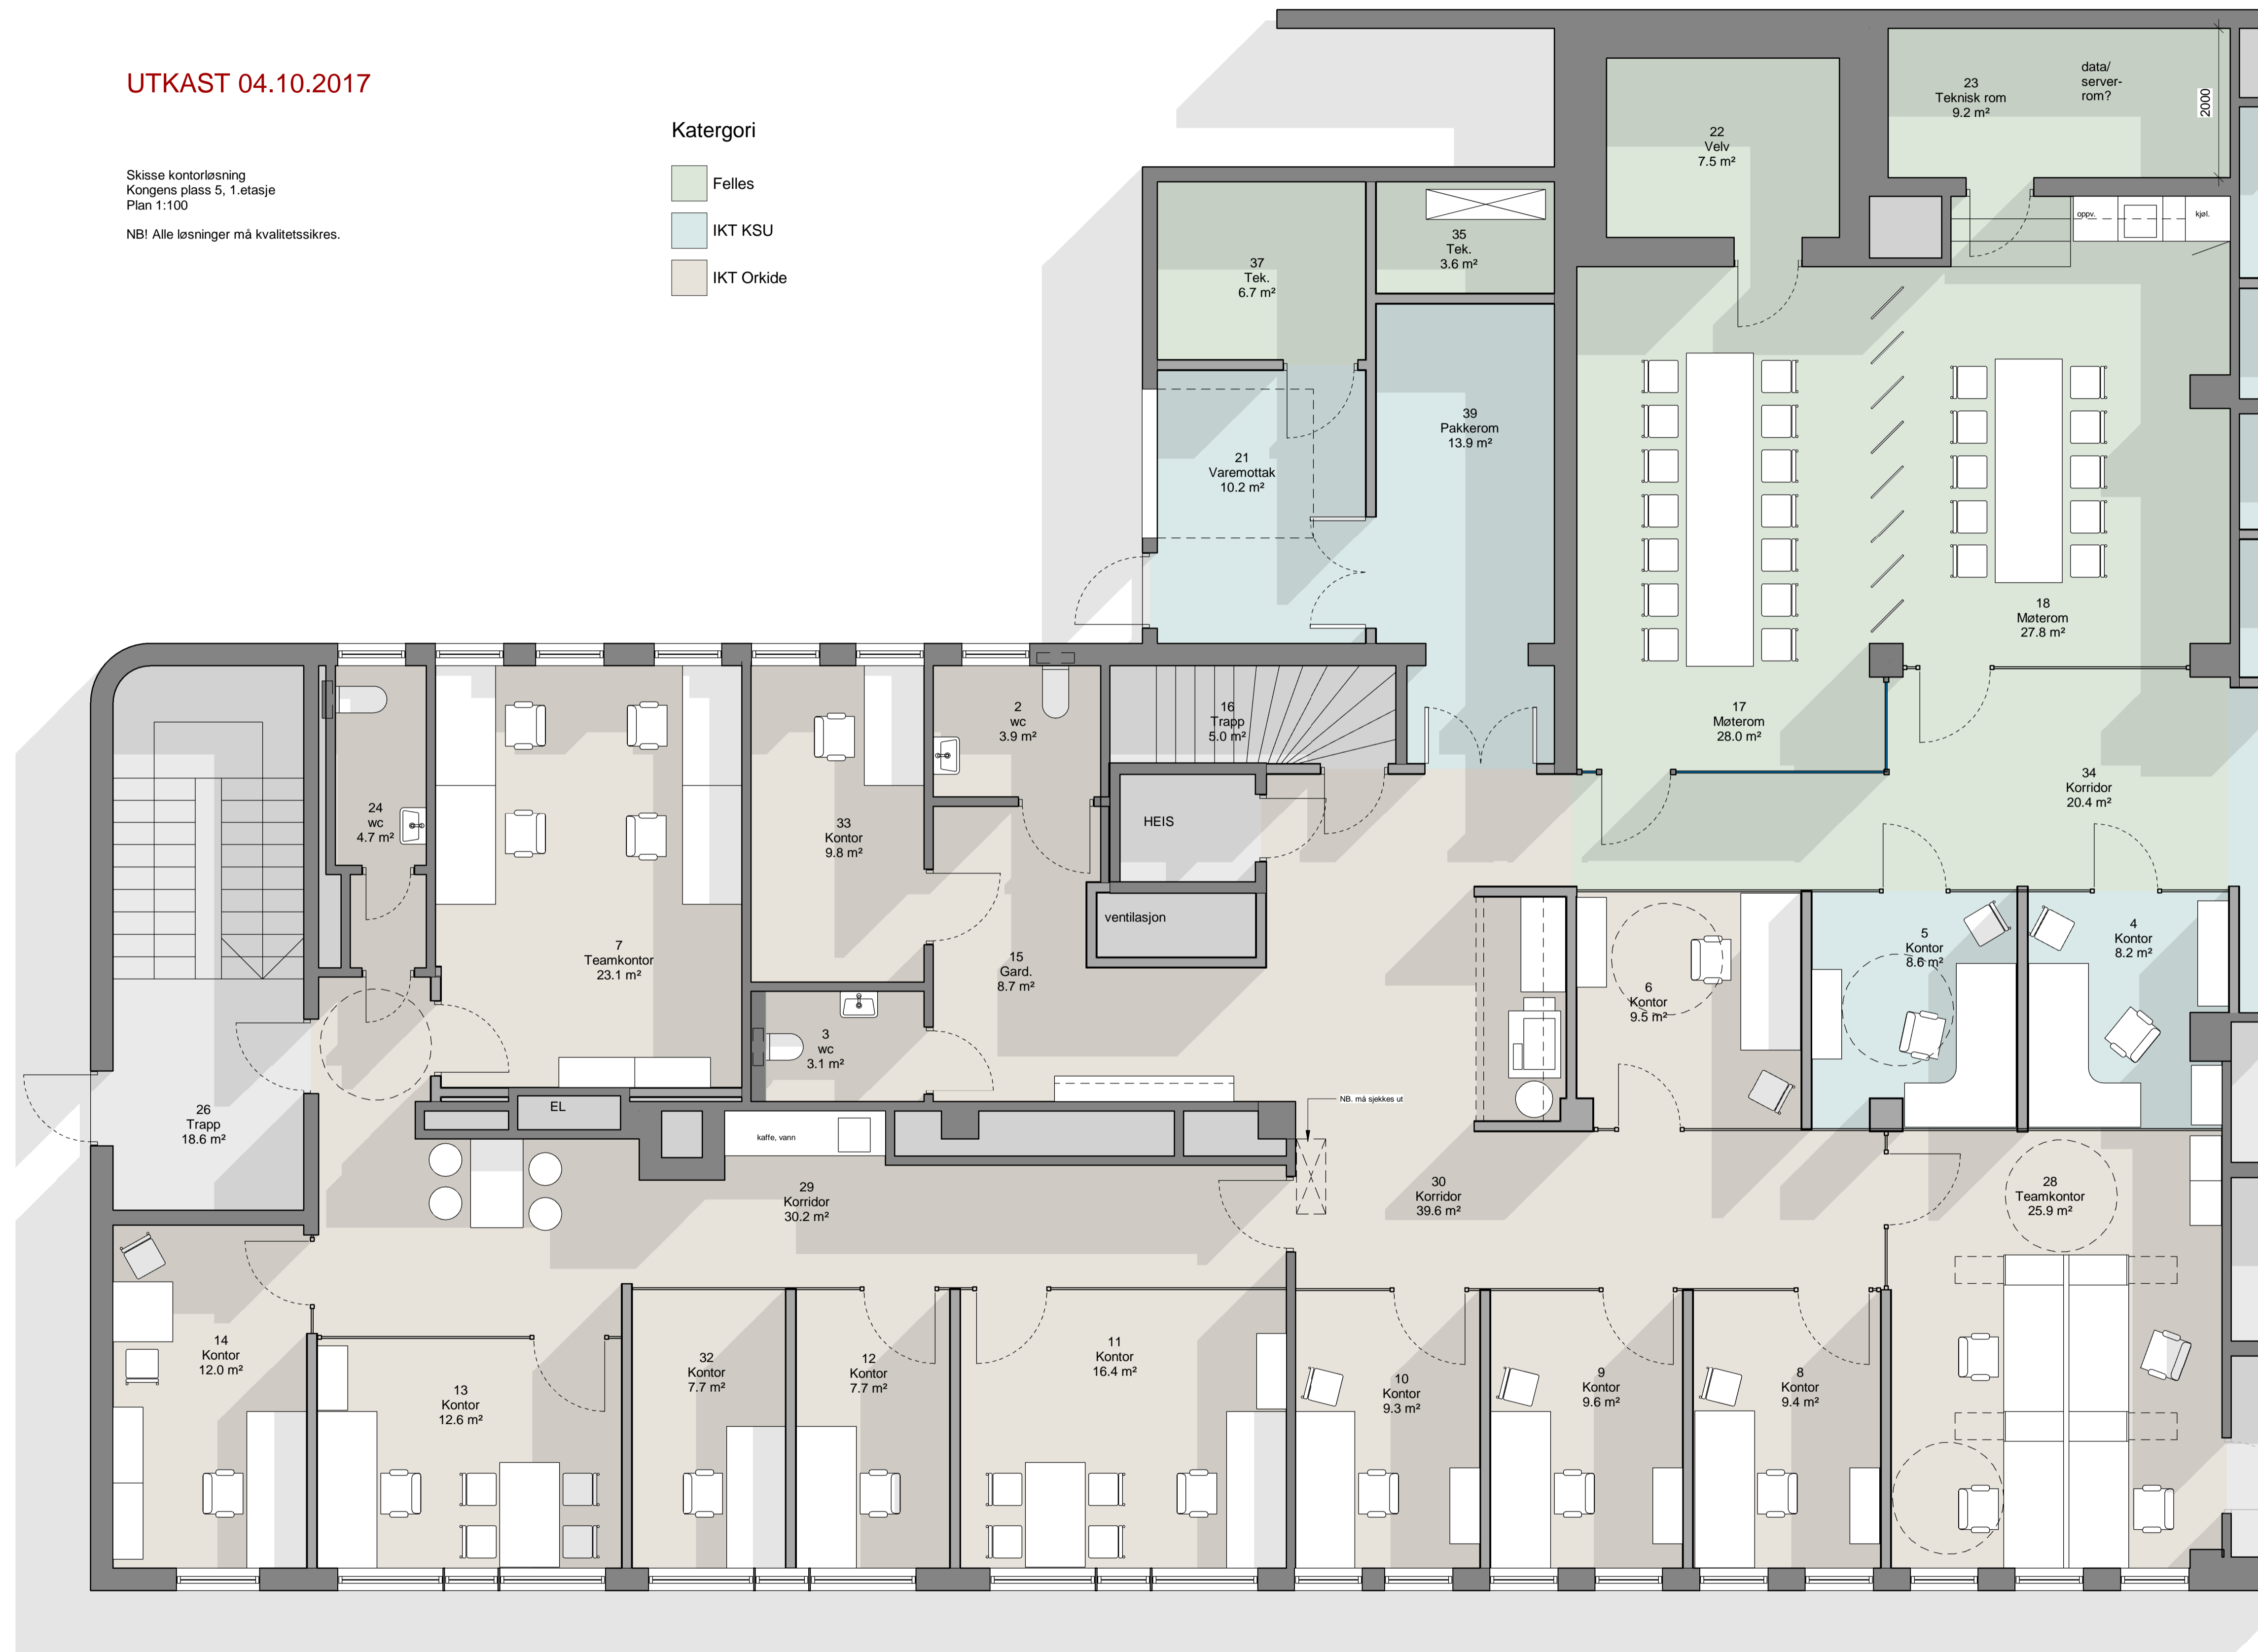 UTKAST 04.10.2017
Skisse kontorløsning
Kongens plass 5, 1.etasje
Plan 1:100
NB! Alle løsninger må kvalitetssikres.
Katergori
Felles
IKT KSU
IKT Orkide
22
Velv
7.5 m²
23
Teknisk rom
9.2 m²
data/
server-
rom?
2000
oppv.
kjøl.
37
Tek.
6.7 m²
35
Tek.
3.6 m²
21
Varemottak
10.2 m²
39
Pakkerom
13.9 m²
18
Møterom
27.8 m²
17
Møterom
28.0 m²
34
Korridor
20.4 m²
24
wc
4.7 m²
7
Teamkontor
23.1 m²
33
Kontor
9.8 m²
2
wc
3.9 m²
16
Trapp
5.0 m²
HEIS
ventilasjon
15
Gard.
8.7 m²
3
wc
3.1 m²
6
Kontor
9.5 m²
5
Kontor
8.6 m²
4
Kontor
8.2 m²
26
Trapp
18.6 m²
EL
kaffe, vann
NB. må sjekkes ut
29
Korridor
30.2 m²
30
Korridor
39.6 m²
28
Teamkontor
25.9 m²
14
Kontor
12.0 m²
13
Kontor
12.6 m²
32
Kontor
7.7 m²
12
Kontor
7.7 m²
11
Kontor
16.4 m²
10
Kontor
9.3 m²
9
Kontor
9.6 m²
8
Kontor
9.4 m²